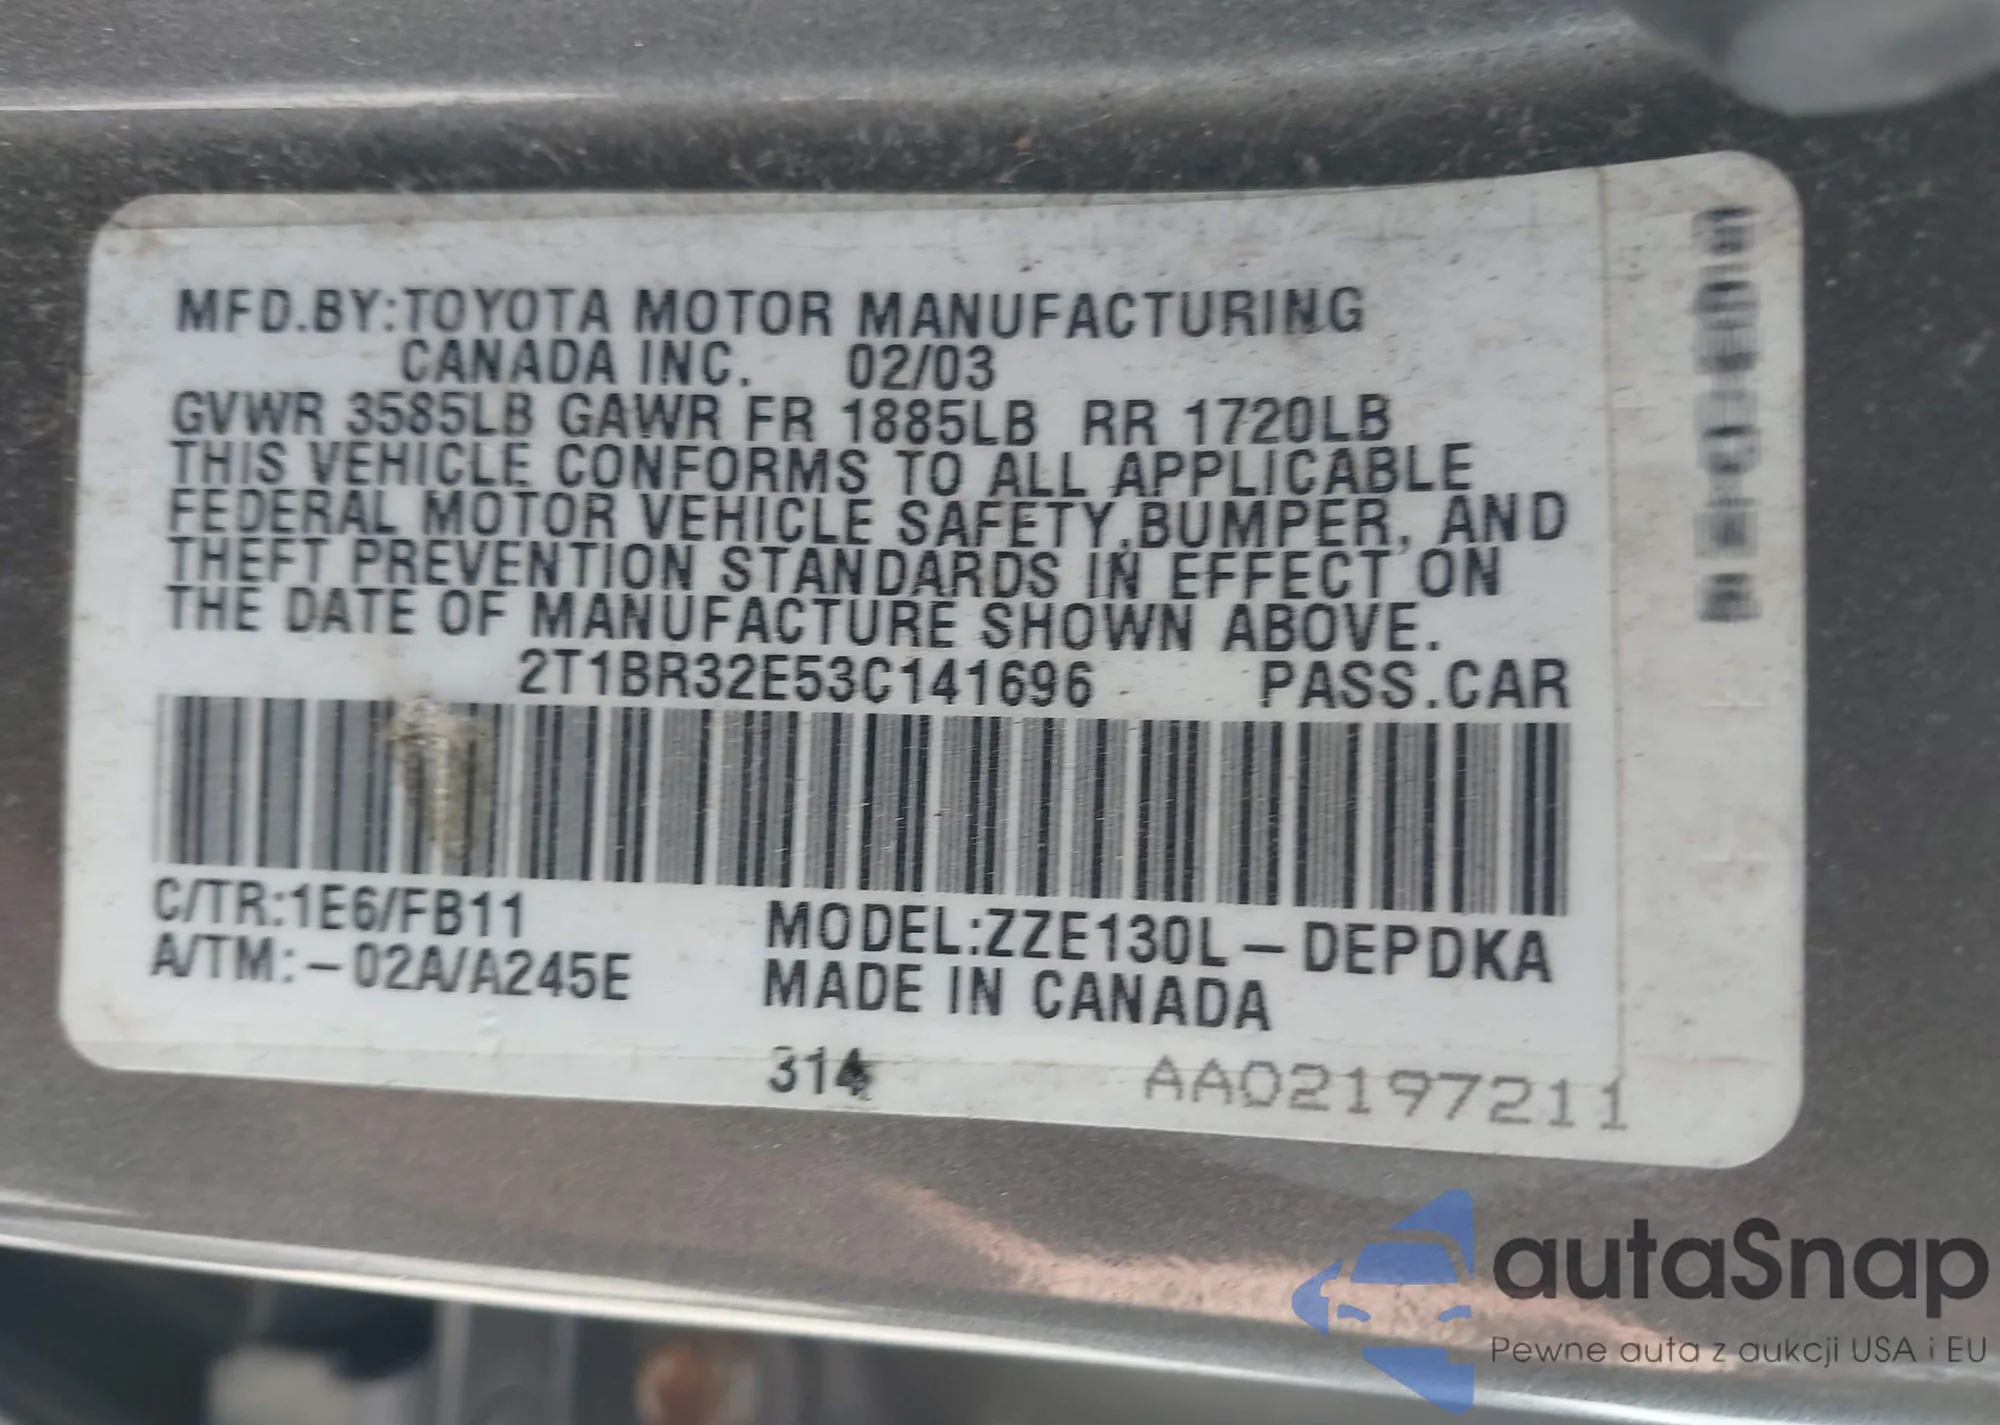 MFD.BY:TOYOTA MOTOR MANUFACTURING
CANADA INC. 02/03
GVWR 3585LB GAWR FR 1885LB RR 1720LB
THIS VEHICLE CONFORMS TO ALL APPLICABLE
FEDERAL MOTOR VEHICLE SAFETY,BUMPER, AND
THEFT PREVENTION STANDARDS IN EFFECT ON
THE DATE OF MANUFACTURE SHOWN ABOVE.
2T1BR32E53C141696 PASS.CAR
C/TR:1E6/FB11
A/TM:-02A/A245E
MODEL:ZZE130L-DEPDKA
MADE IN CANADA
314
AA02197211
autaSnap
Pewne auta z aukcji USA i EU